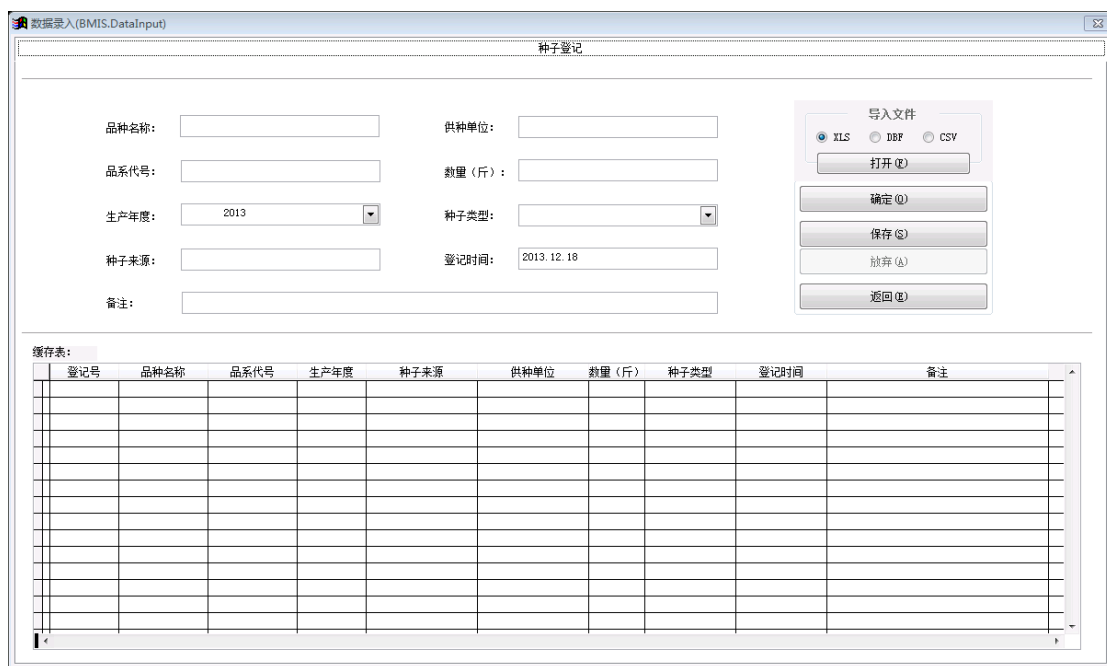 数据录入(BMIS.DataInput)
种子登记
品种名称:
供种单位:
导入文件
XLS DBF CSV
品系代号:
数量(斤):
打开(F)
生产年度: 2013
种子类型:
确定(O)
保存(S)
种子来源:
登记时间: 2013.12.18
放弃(A)
备注:
返回(E)
缓存表:
登记号 品种名称 品系代号 生产年度 种子来源 供种单位 数量(斤) 种子类型 登记时间 备注